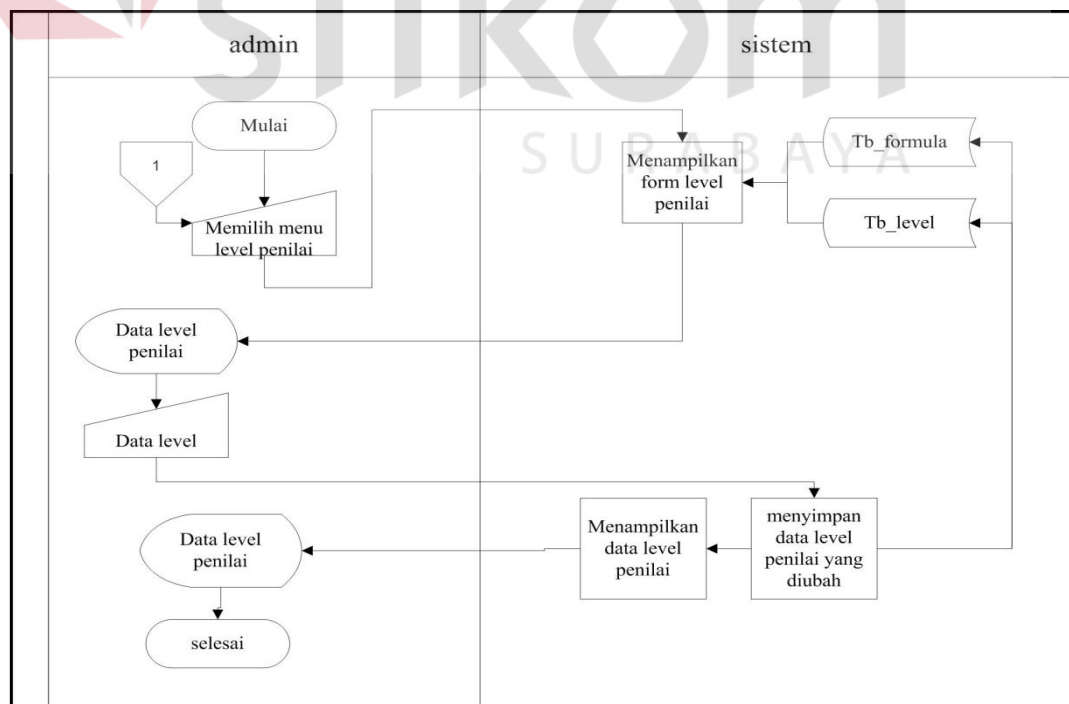 stikom
SURABAYA
admin
sistem
Mulai
1
Memilih menu
level penilai
Menampilkan
form level
penilai
Tb_formula
Tb_level
Data level
penilai
Data level
menyimpan
data level
penilai yang
diubah
Menampilkan
data level
penilai
Data level
penilai
selesai